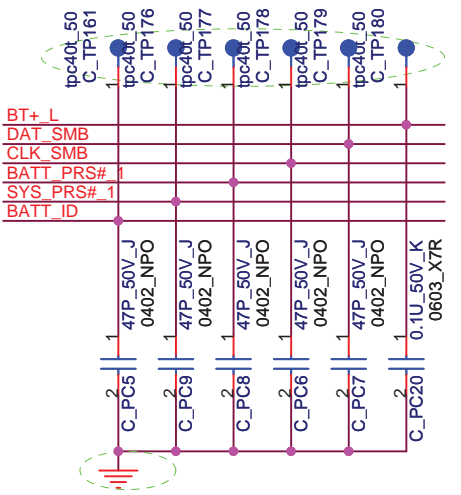 tpc40t_50
C_TP161
tpc40t_50
C_TP176
tpc40t_50
C_TP177
tpc40t_50
C_TP178
tpc40t_50
C_TP179
tpc40t_50
C_TP180
1
1
1
1
1
1
BT+_L
DAT_SMB
CLK_SMB
BATT_PRS#_1
SYS_PRS#_1
BATT_ID
47P_50V_J
0402_NPO
47P_50V_J
0402_NPO
47P_50V_J
0402_NPO
47P_50V_J
0402_NPO
47P_50V_J
0402_NPO
0.1U_50V_K
0603_X7R
1
1
1
1
1
1
2
2
2
2
2
2
C_PC5
C_PC9
C_PC8
C_PC6
C_PC7
C_PC20